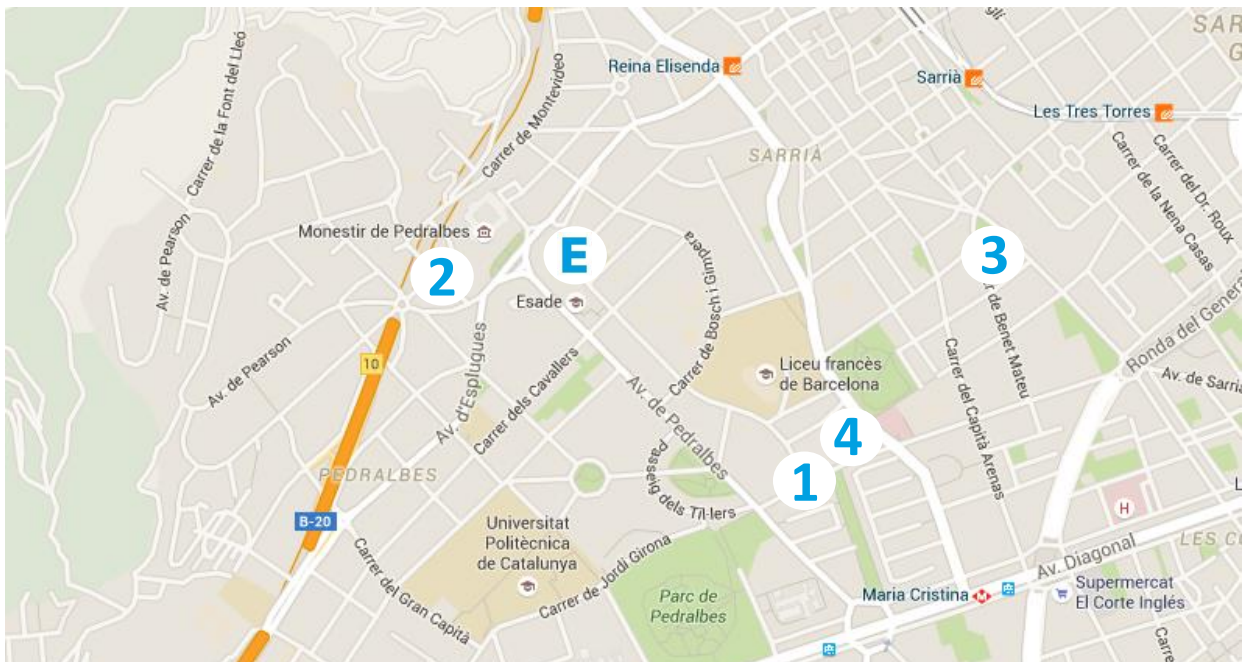 Reina Elisenda
Sarrià
Les Tres Torres
SARRIÀ
Carrer de la Font del Lleó
Carrer de Montevideo
Carrer de la Nena Casas
Carrer del Dr. Roux
Monestir de Pedralbes
Av. de Pearson
2
E
3
Esade
Carrer de Bosch i Gimpera
de Benet Mateu
Ronda del General
10
Av. de Pearson
Av. d'Esplugues
Carrer dels Cavallers
Liceu francès
de Barcelona
Av. de Sarria
Carrer del Capità Arenas
Av. de Pedralbes
4
1
PEDRALBES
Passeig dels Til·lers
B-20
Universitat
Politècnica
de Catalunya
H
LES CO
Carrer del Gran Capità
Carrer de Jordi Girona
Parc de
Pedralbes
Av. Diagonal
Maria Cristina
M
Supermercat
El Corte Inglés
Carre